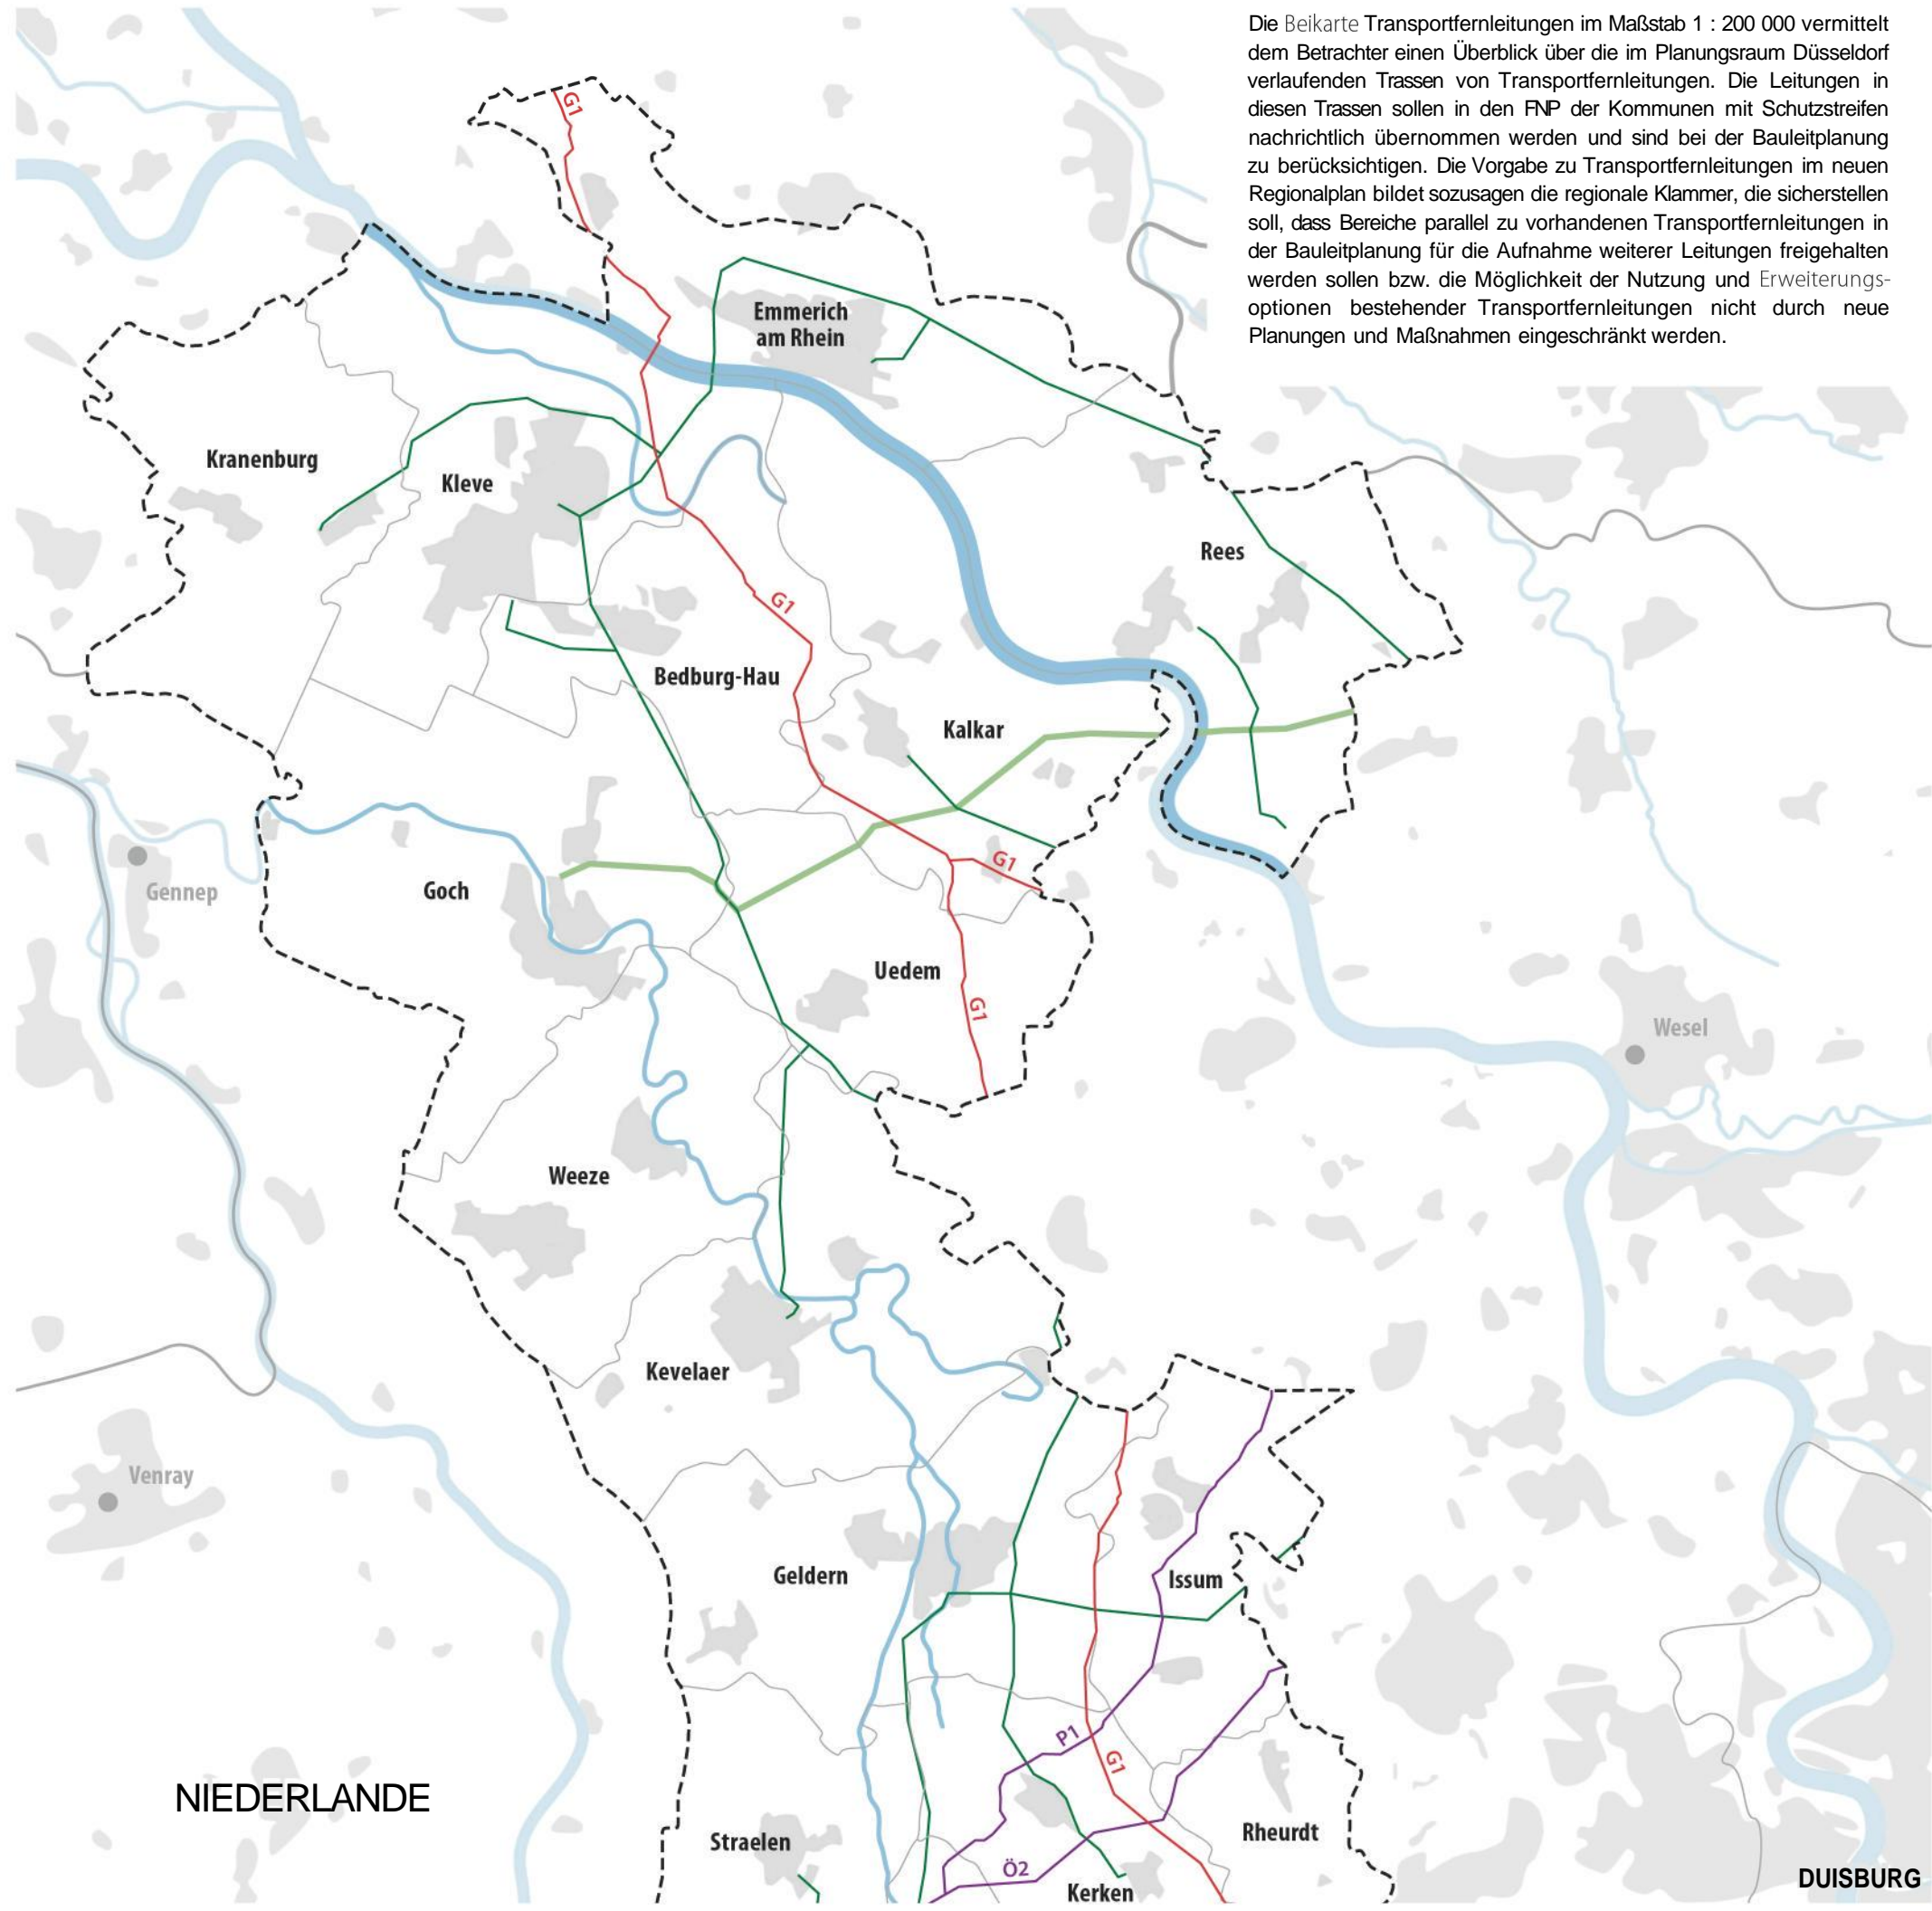 Die Beikarte Transportfernleitungen im Maßstab 1 : 200 000 vermittelt
dem Betrachter einen Überblick über die im Planungsraum Düsseldorf
verlaufenden Trassen von Transportfernleitungen. Die Leitungen in
diesen Trassen sollen in den FNP der Kommunen mit Schutzstreifen
nachrichtlich übernommen werden und sind bei der Bauleitplanung
zu berücksichtigen. Die Vorgabe zu Transportfernleitungen im neuen
Regionalplan bildet sozusagen die regionale Klammer, die sicherstellen
soll, dass Bereiche parallel zu vorhandenen Transportfernleitungen in
der Bauleitplanung für die Aufnahme weiterer Leitungen freigehalten
werden sollen bzw. die Möglichkeit der Nutzung und Erweiterungs-
optionen bestehender Transportfernleitungen nicht durch neue
Planungen und Maßnahmen eingeschränkt werden.
G1
Emmerich
am Rhein
Kranenburg
Kleve
Rees
G1
Bedburg-Hau
Kalkar
G1
Gennep
Goch
Uedem
G1
Wesel
Weeze
Kevelaer
Venray
Geldern
Issum
P1
G1
NIEDERLANDE
Straelen
Rheurdt
Ö2
Kerken
DUISBURG